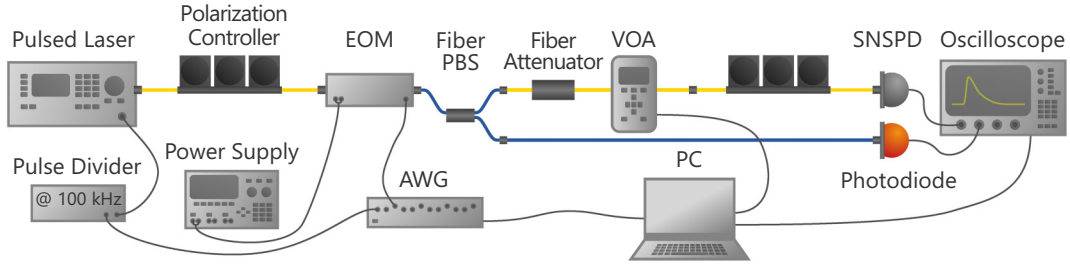 Pulsed Laser
Polarization
Controller
EOM
Fiber
PBS
Fiber
Attenuator
VOA
SNSPD
Oscilloscope
Pulse Divider
@ 100 kHz
Power Supply
AWG
PC
Photodiode